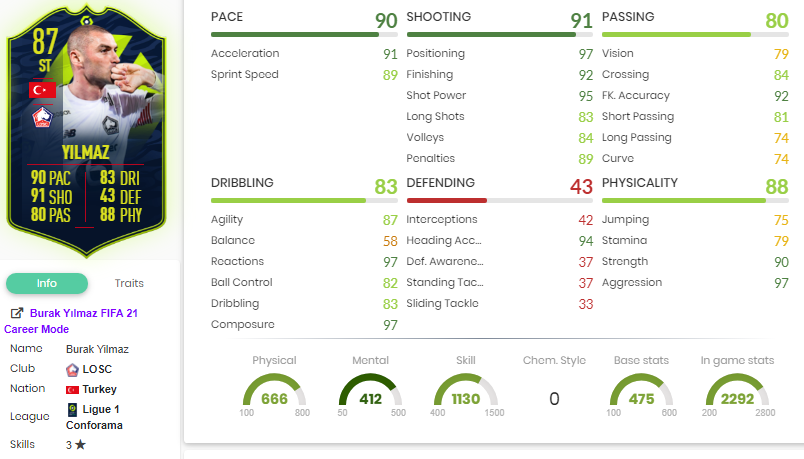 87
ST
YILMAZ
90 PAC 83 DRI
91 SHO 43 DEF
80 PAS 88 PHY
Info Traits
Burak Yılmaz FIFA 21
Career Mode
Name Burak Yılmaz
Club LOSC
Nation Turkey
League Ligue 1
Conforama
Skills 3
PACE 90
Acceleration 91
Sprint Speed 89
SHOOTING 91
Positioning 97
Finishing 92
Shot Power 95
Long Shots 83
Volleys 84
Penalties 89
PASSING 80
Vision 79
Crossing 84
FK. Accuracy 92
Short Passing 81
Long Passing 74
Curve 74
DRIBBLING 83
Agility 87
Balance 58
Reactions 97
Ball Control 82
Dribbling 83
Composure 97
DEFENDING 43
Interceptions 42
Heading Acc... 94
Def. Awarene... 37
Standing Tac... 37
Sliding Tackle 33
PHYSICALITY 88
Jumping 75
Stamina 79
Strength 90
Aggression 97
Physical
666
100 800
Mental
412
50 500
Skill
1130
400 1500
Chem. Style
0
Base stats
475
100 600
In game stats
2292
200 2800